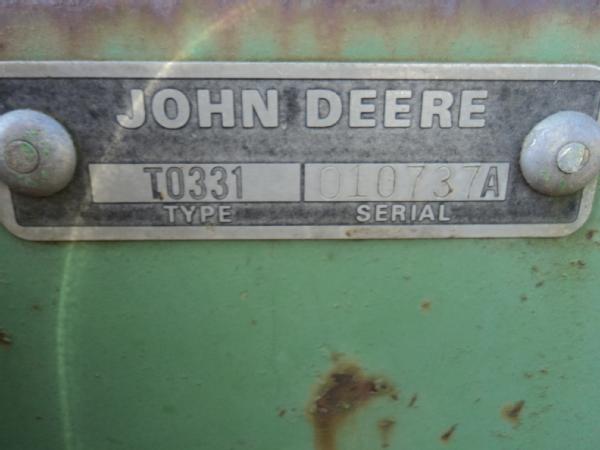 JOHN DEERE
T0331 010737A
TYPE SERIAL